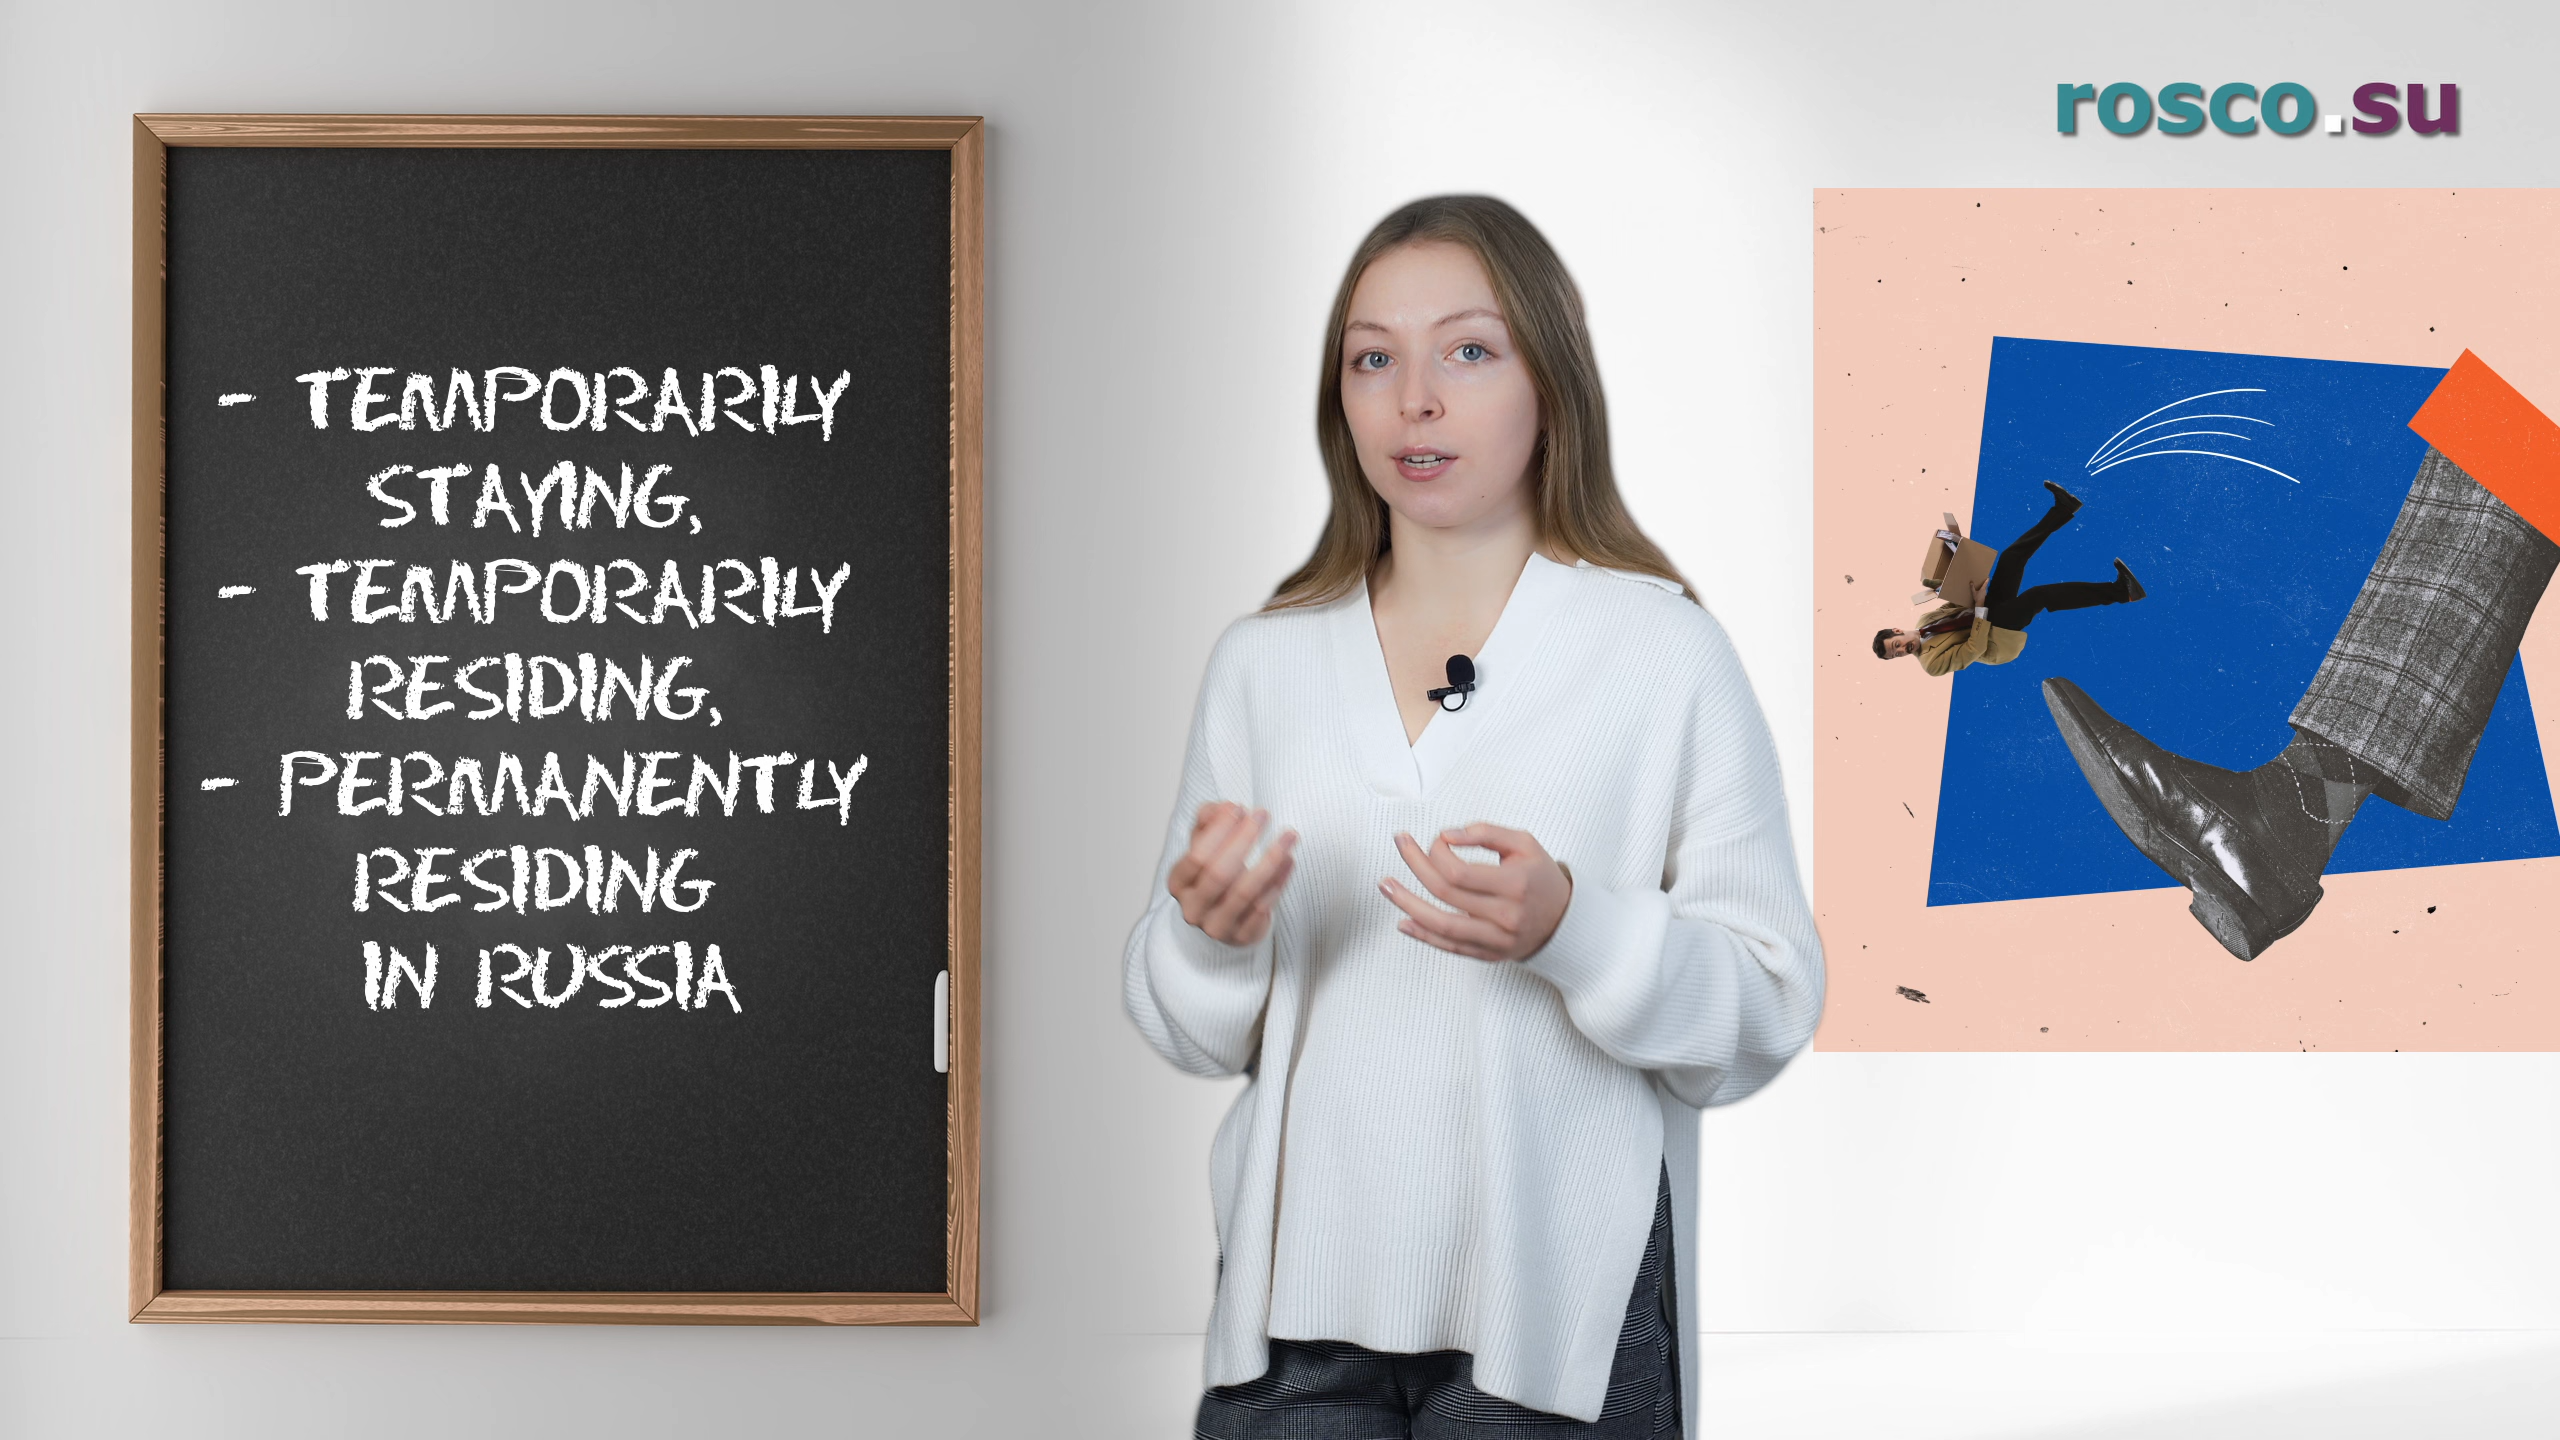 - TEMPORARILY
STAYING,
- TEMPORARILY
RESIDING,
- PERMANENTLY
RESIDING
IN RUSSIA
rosco.su